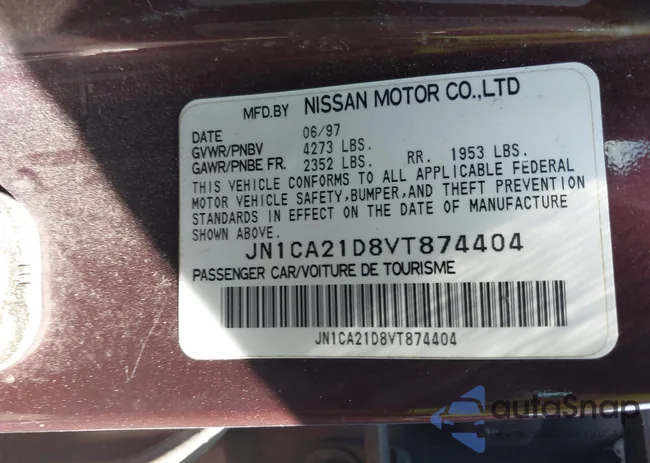 MFD.BY NISSAN MOTOR CO.,LTD
DATE 06/97
GVWR/PNBV 4273 LBS.
GAWR/PNBE FR. 2352 LBS. RR. 1953 LBS.
THIS VEHICLE CONFORMS TO ALL APPLICABLE FEDERAL
MOTOR VEHICLE SAFETY,BUMPER,AND THEFT PREVENTION
STANDARDS IN EFFECT ON THE DATE OF MANUFACTURE
SHOWN ABOVE.
JN1CA21D8VT874404
PASSENGER CAR/VOITURE DE TOURISME
JN1CA21D8VT874404
autoSnap